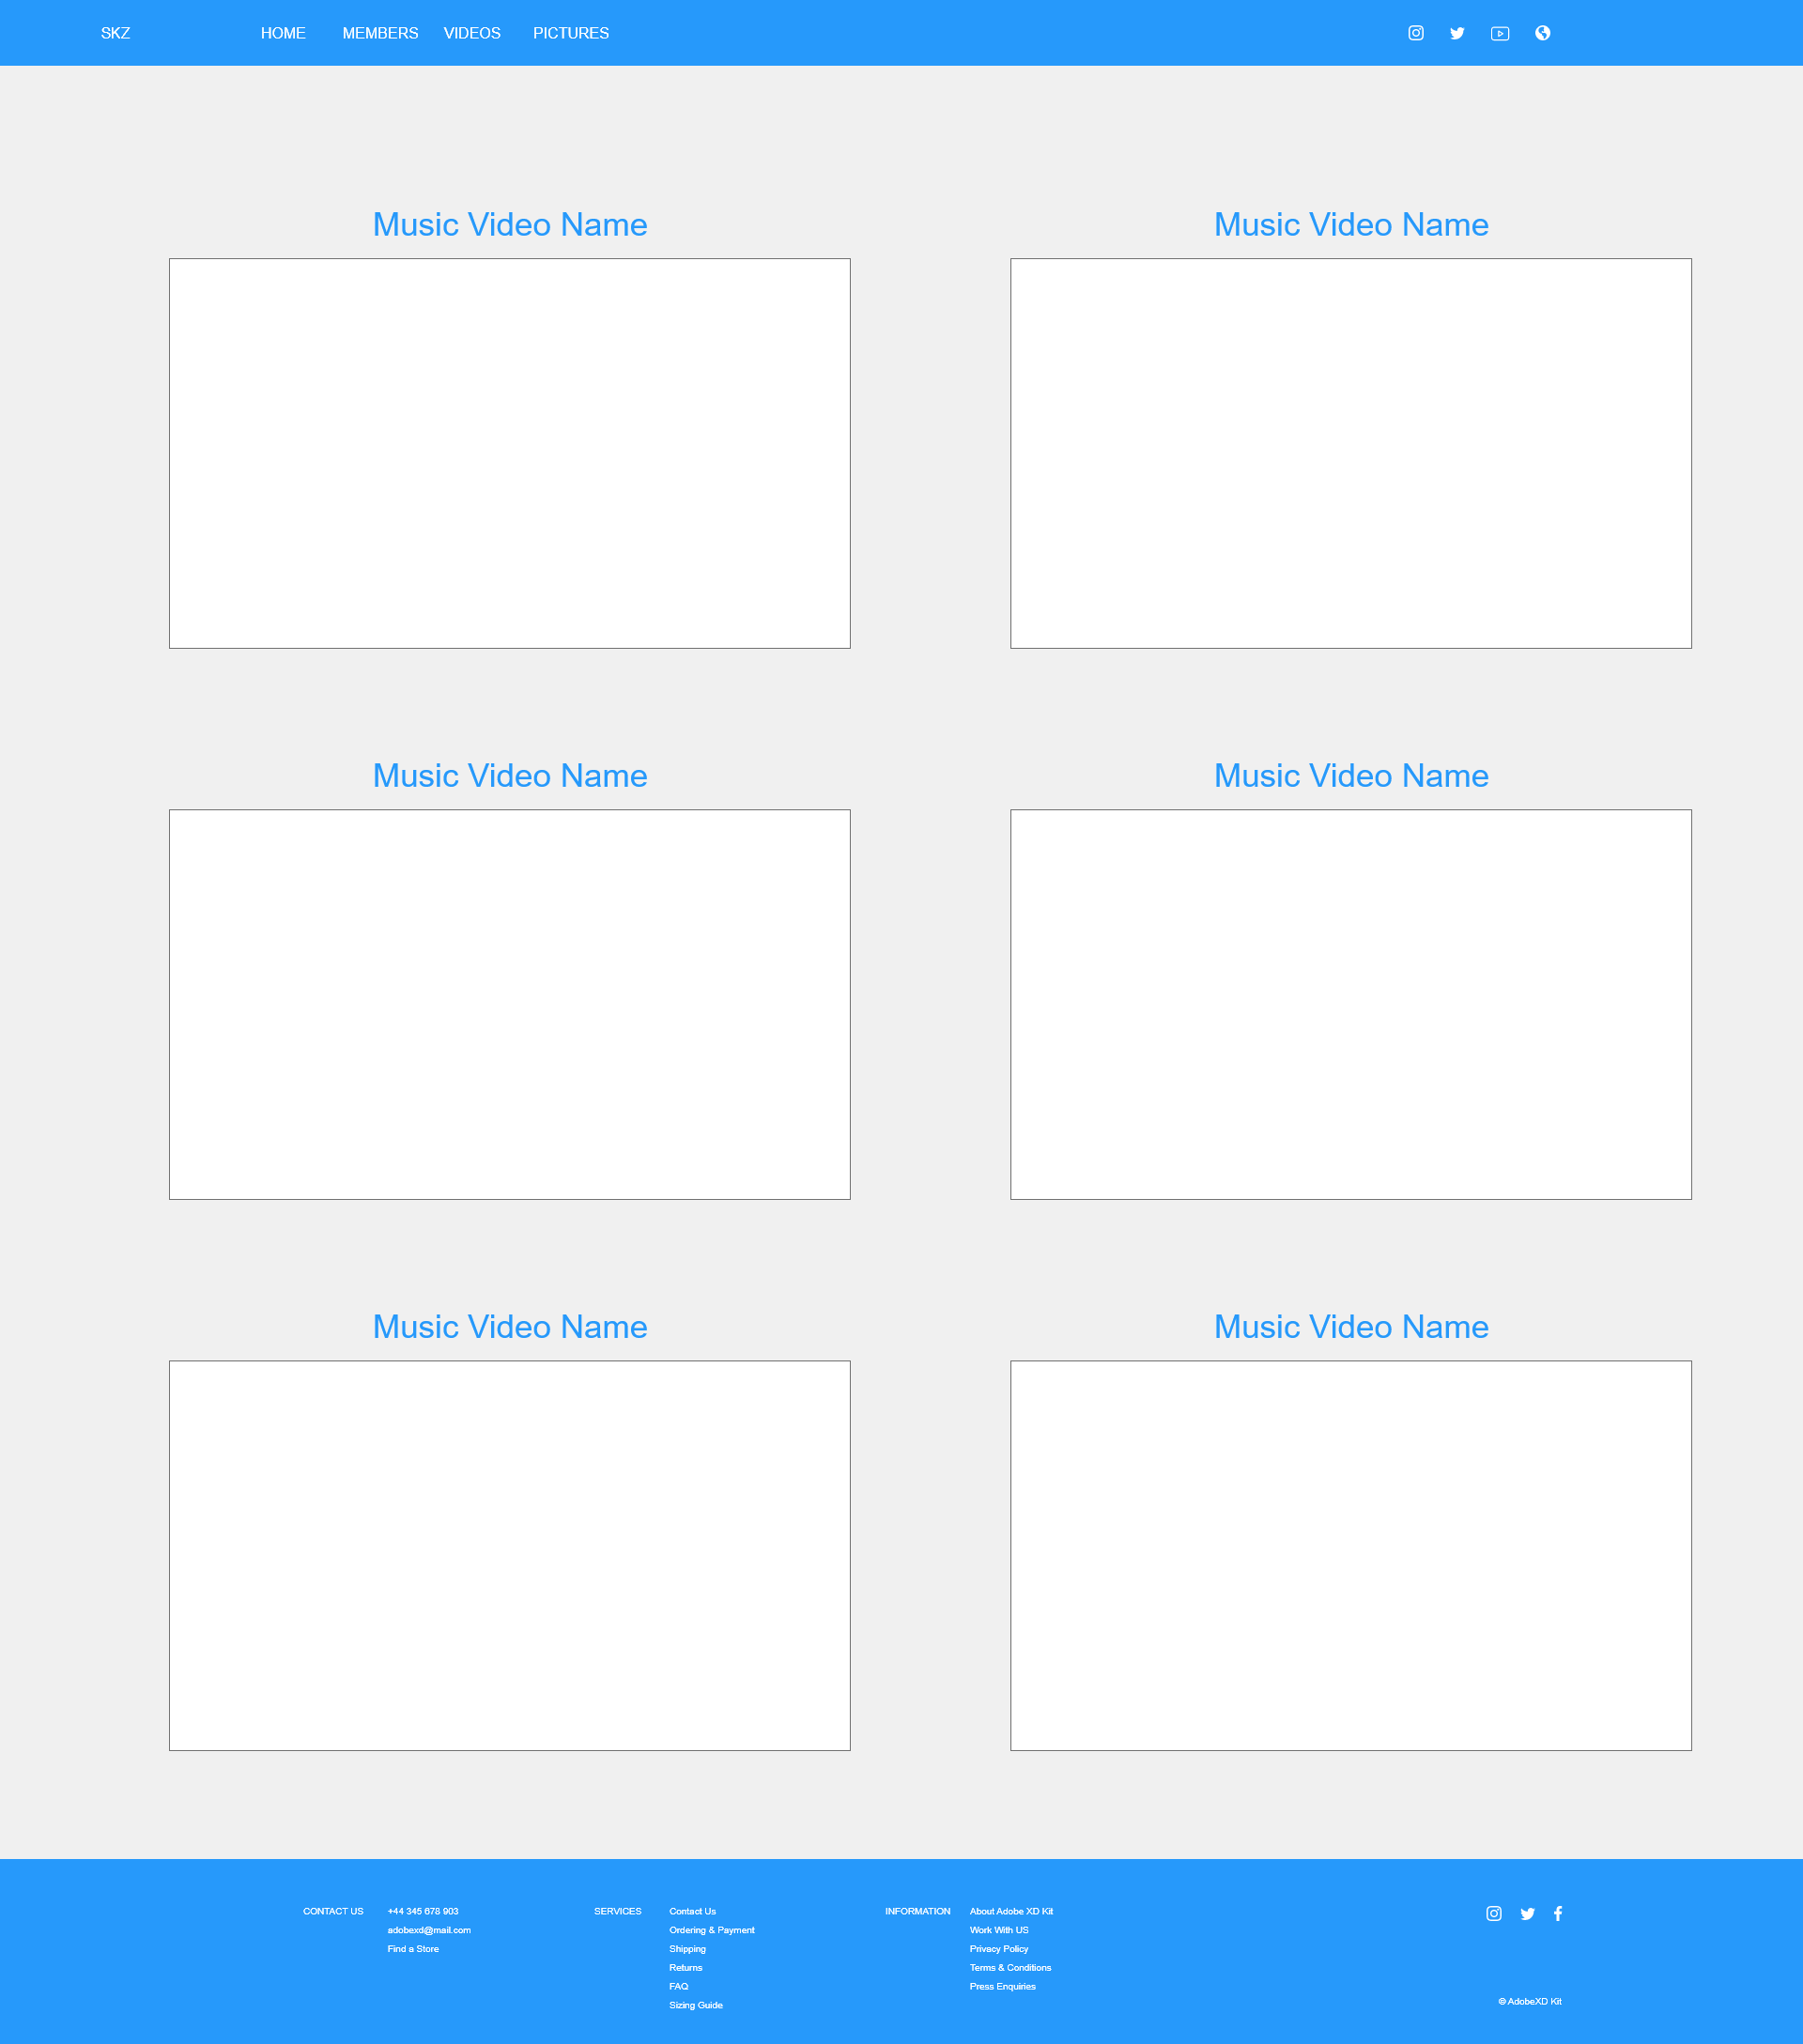 SKZ HOME MEMBERS VIDEOS PICTURES
Music Video Name
Music Video Name
Music Video Name
Music Video Name
Music Video Name
Music Video Name
CONTACT US
+44 345 678 903
adobexd@mail.com
Find a Store
SERVICES
Contact Us
Ordering & Payment
Shipping
Returns
FAQ
Sizing Guide
INFORMATION
About Adobe XD Kit
Work With US
Privacy Policy
Terms & Conditions
Press Enquiries
© AdobeXD Kit